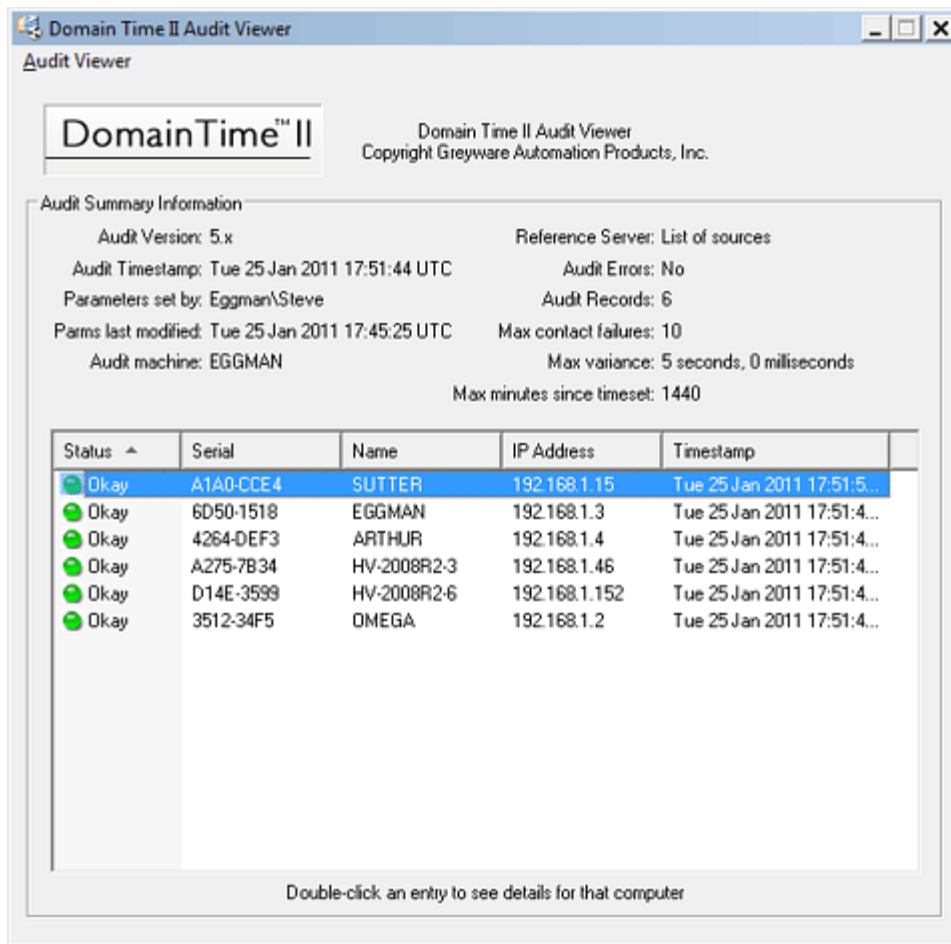 Domain Time II Audit Viewer
Audit Viewer
DomainTime™ II
Domain Time II Audit Viewer
Copyright Greyware Automation Products, Inc.
Audit Summary Information
Audit Version: 5.x
Reference Server: List of sources
Audit Timestamp: Tue 25 Jan 2011 17:51:44 UTC
Audit Errors: No
Parameters set by: Eggman\Steve
Audit Records: 6
Parms last modified: Tue 25 Jan 2011 17:45:25 UTC
Max contact failures: 10
Audit machine: EGGMAN
Max variance: 5 seconds, 0 milliseconds
Max minutes since timeset: 1440
Status Serial Name IP Address Timestamp
Okay A1A0-CCE4 SUTTER 192.168.1.15 Tue 25 Jan 2011 17:51:5...
Okay 6D50-1518 EGGMAN 192.168.1.3 Tue 25 Jan 2011 17:51:4...
Okay 4264-DEF3 ARTHUR 192.168.1.4 Tue 25 Jan 2011 17:51:4...
Okay A275-7B34 HV-2008R2-3 192.168.1.46 Tue 25 Jan 2011 17:51:4...
Okay D14E-3599 HV-2008R2-6 192.168.1.152 Tue 25 Jan 2011 17:51:4...
Okay 3512-34F5 OMEGA 192.168.1.2 Tue 25 Jan 2011 17:51:4...
Double-click an entry to see details for that computer